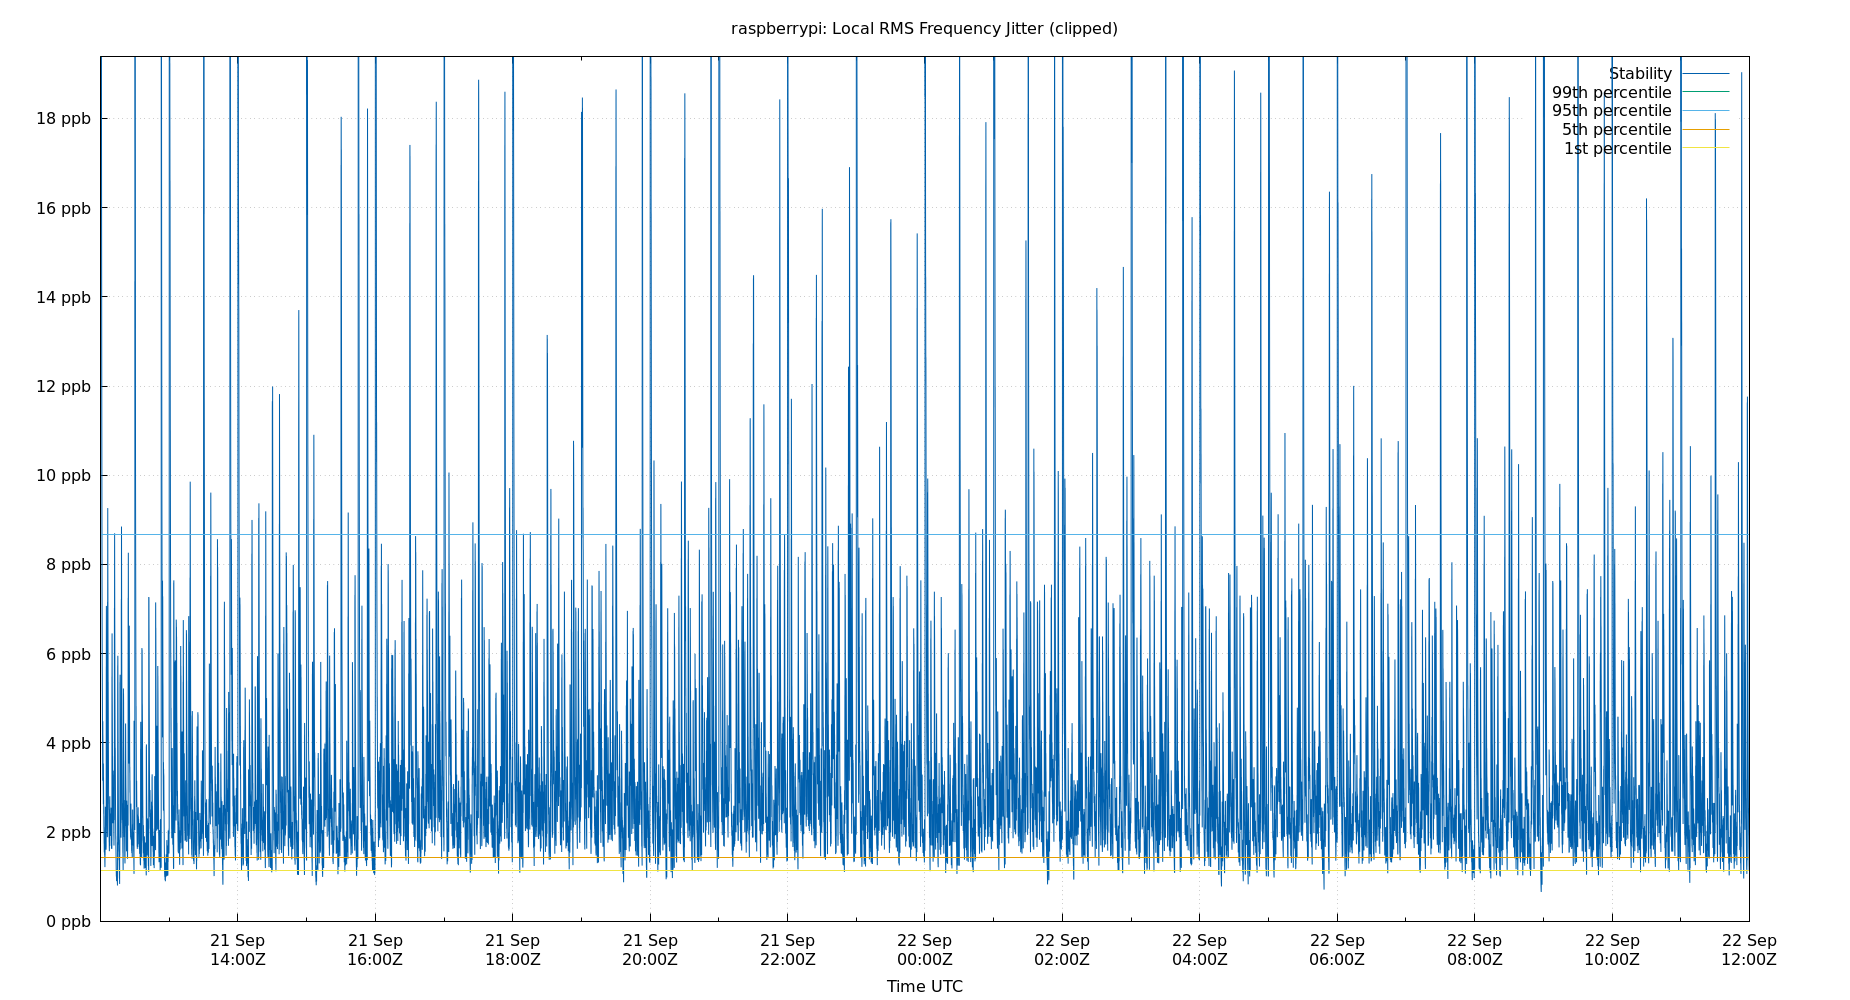 raspberrypi: Local RMS Frequency Jitter (clipped)
Stability
99th percentile
95th percentile
5th percentile
1st percentile
18 ppb
16 ppb
14 ppb
12 ppb
10 ppb
8 ppb
6 ppb
4 ppb
2 ppb
0 ppb
21 Sep 21 Sep 21 Sep 21 Sep 21 Sep 22 Sep 22 Sep 22 Sep 22 Sep 22 Sep 22 Sep 22 Sep
14:00Z 16:00Z 18:00Z 20:00Z 22:00Z 00:00Z 02:00Z 04:00Z 06:00Z 08:00Z 10:00Z 12:00Z
Time UTC